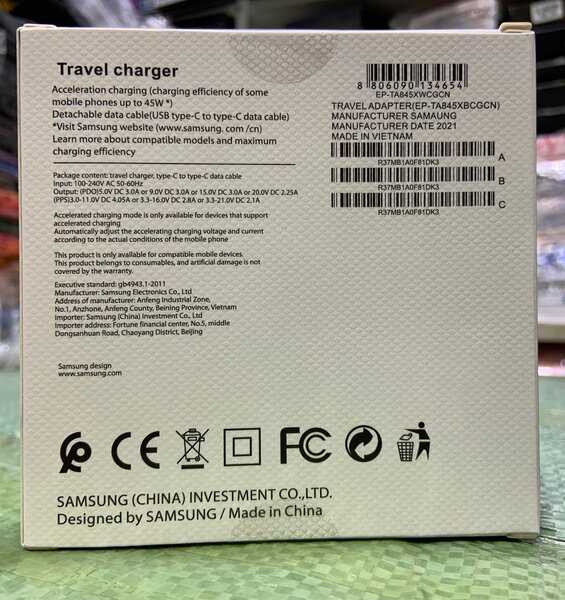 Travel charger
Acceleration charging (charging efficiency of some
mobile phones up to 45W *)
Detachable data cable(USB type-C to type-C data cable)
*Visit Samsung website (www.samsung. com /cn)
Learn more about compatible models and maximum
charging efficiency
Package content: travel charger, type-C to type-C data cable
Input: 100-240V AC 50-60Hz
Output: (PDO)5.0V DC 3.0A or 9.0V DC 3.0A or 15.0V DC 3.0A or 20.0V DC 2.25A
(PPS)3.0-11.0V DC 4.05A or 3.3-16.0V DC 2.8A or 3.3-21.0V DC 2.1A
Accelerated charging mode is only available for devices that support
accelerated charging
Automatically adjust the accelerating charging voltage and current
according to the actual conditions of the mobile phone
This product is only available for compatible mobile devices.
This product belongs to consumables, and artificial damage is not
covered by the warranty.
Executive standard: gb4943.1-2011
Manufacturer: Samsung Electronics Co., Ltd
Address of manufacturer: Anfeng Industrial Zone,
No.1, Anzhone, Anfeng County, Beining Province, Vietnam
Importer: Samsung (China) Investment Co., Ltd
Importer address: Fortune financial center, No.5, middle
Dongsanhuan Road, Chaoyang District, Beijing
Samsung design
www.samsung.com
8 806090 134654
EP-TA845XWCGCN
TRAVEL ADAPTER(EP-TA845XBCGCN)
MANUFACTURER SAMAUNG
MANUFACTURER DATE 2021
MADE IN VIETNAM
A
R37MB1A0F81DK3
B
R37MB1A0F81DK3
C
R37MB1A0F81DK3
CE
FC
SAMSUNG (CHINA) INVESTMENT CO.,LTD.
Designed by SAMSUNG / Made in China